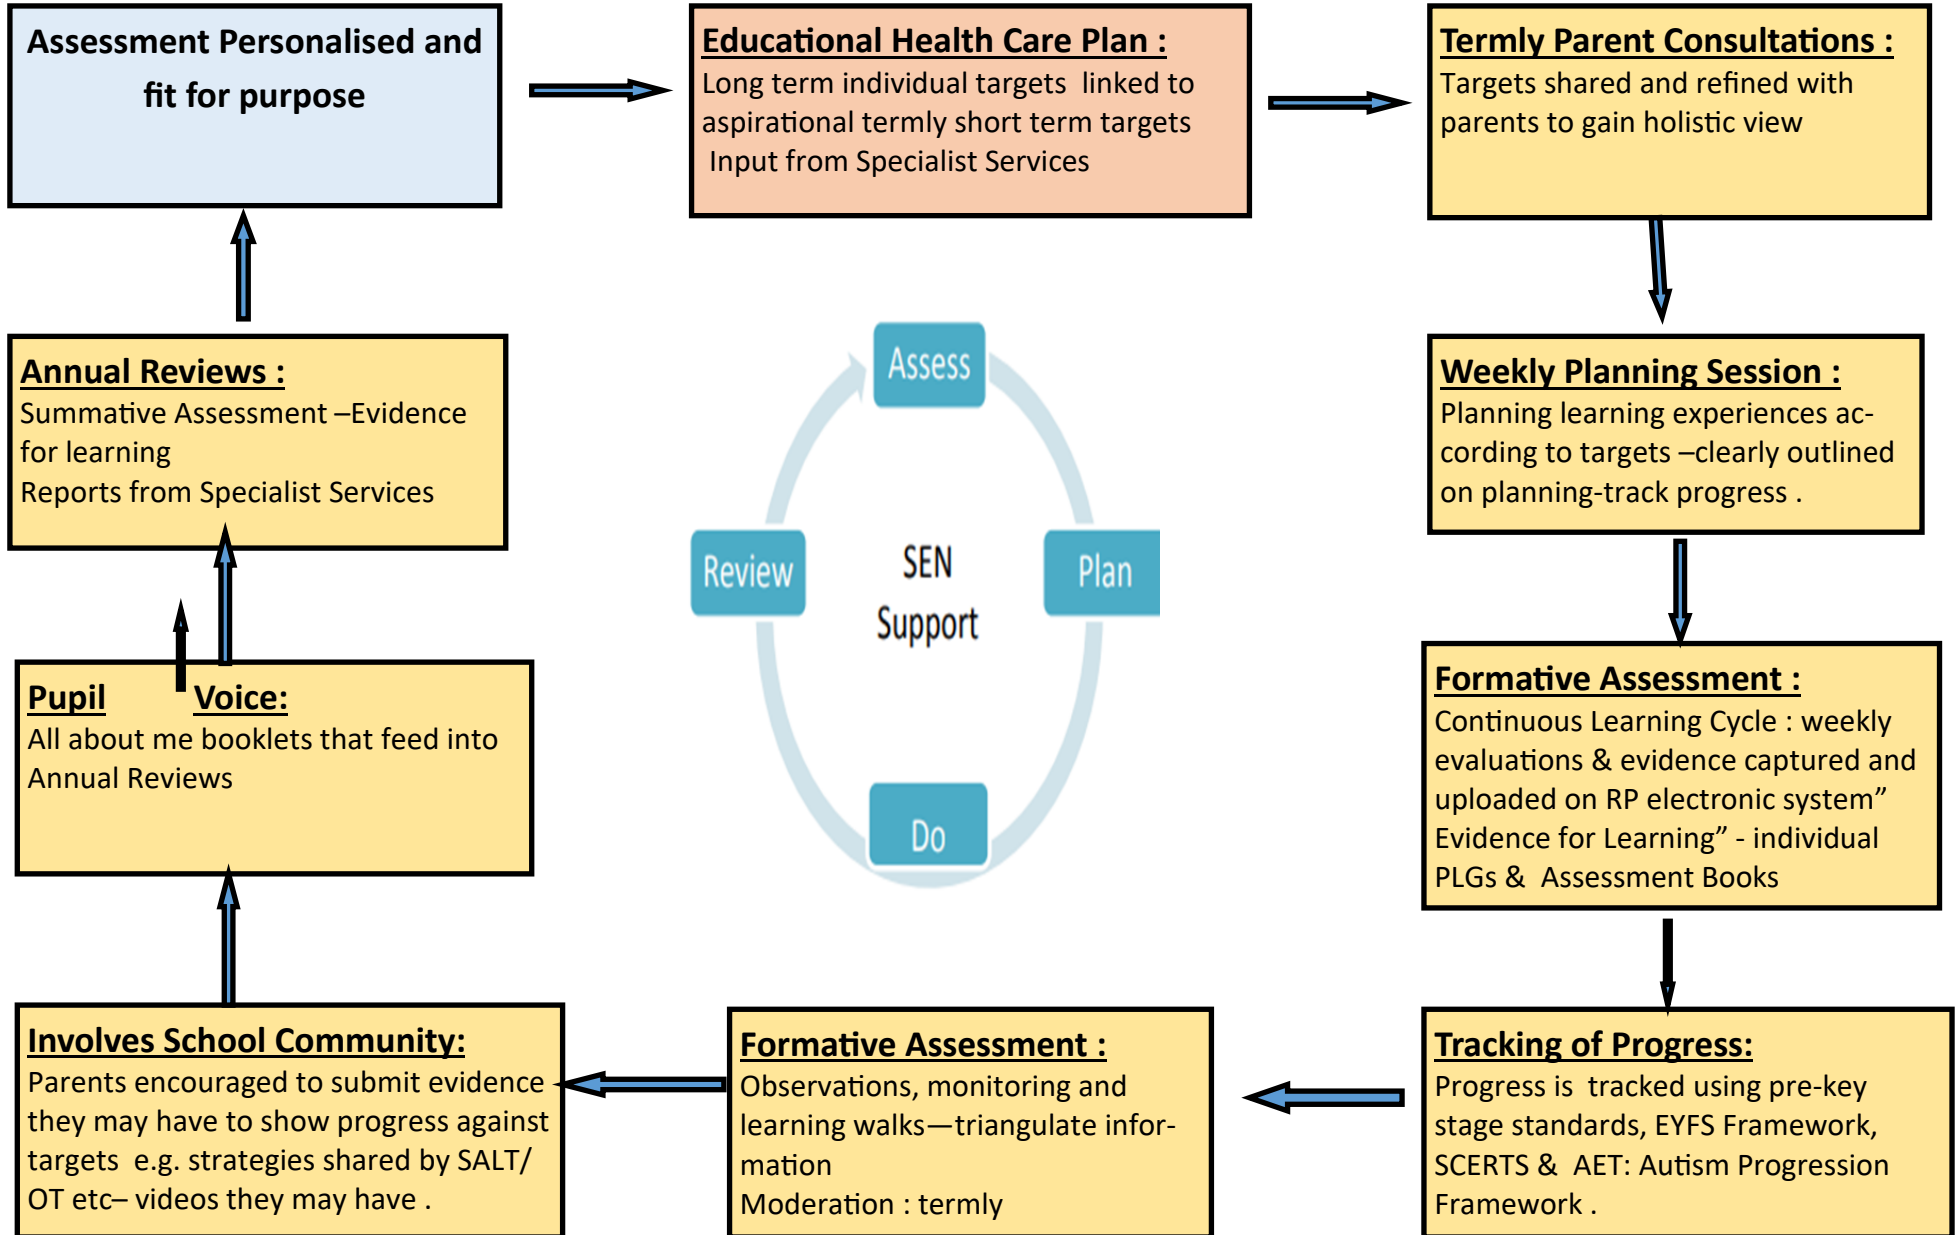 Assessment Personalised and
fit for purpose
Educational Health Care Plan :
Long term individual targets linked to
aspirational termly short term targets
Input from Specialist Services
Termly Parent Consultations :
Targets shared and refined with
parents to gain holistic view
Weekly Planning Session :
Planning learning experiences ac-
cording to targets –clearly outlined
on planning-track progress .
Formative Assessment :
Continuous Learning Cycle : weekly
evaluations & evidence captured and
uploaded on RP electronic system”
Evidence for Learning” - individual
PLGs & Assessment Books
Tracking of Progress:
Progress is tracked using pre-key
stage standards, EYFS Framework,
SCERTS & AET: Autism Progression
Framework .
Formative Assessment :
Observations, monitoring and
learning walks—triangulate infor-
mation
Moderation : termly
Involves School Community:
Parents encouraged to submit evidence
they may have to show progress against
targets e.g. strategies shared by SALT/
OT etc– videos they may have .
Pupil Voice:
All about me booklets that feed into
Annual Reviews
Annual Reviews :
Summative Assessment –Evidence
for learning
Reports from Specialist Services
Assess
Plan
Do
Review
SEN
Support